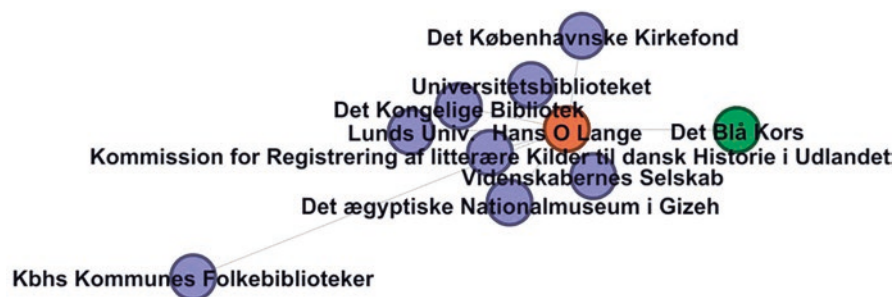 Det Københavnske Kirkefond
Universitetsbiblioteket
Det Kongelige Bibliotek
Lunds Univ.
Hans O Lange
Det Blå Kors
Kommission for Registrering af litterære Kilder til dansk Historie i Udlandet
Videnskabernes Selskab
Det ægyptiske Nationalmuseum i Gizeh
Kbhs Kommunes Folkebiblioteker